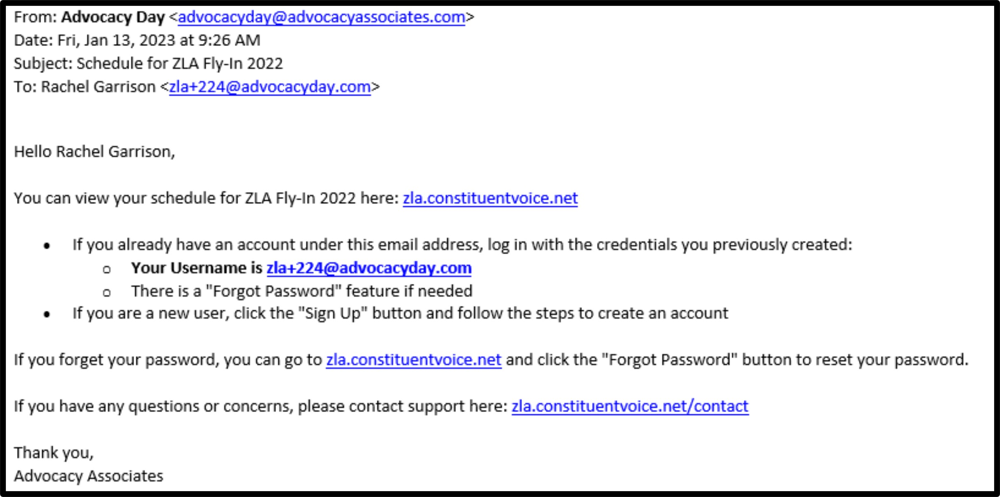 From: Advocacy Day <advocacyday@advocacyassociates.com>
Date: Fri, Jan 13, 2023 at 9:26 AM
Subject: Schedule for ZLA Fly-In 2022
To: Rachel Garrison <zla+224@advocacyday.com>
Hello Rachel Garrison,
You can view your schedule for ZLA Fly-In 2022 here: zla.constituentvoice.net
• If you already have an account under this email address, log in with the credentials you previously created:
o Your Username is zla+224@advocacyday.com
o There is a "Forgot Password" feature if needed
• If you are a new user, click the "Sign Up" button and follow the steps to create an account
If you forget your password, you can go to zla.constituentvoice.net and click the "Forgot Password" button to reset your password.
If you have any questions or concerns, please contact support here: zla.constituentvoice.net/contact
Thank you,
Advocacy Associates